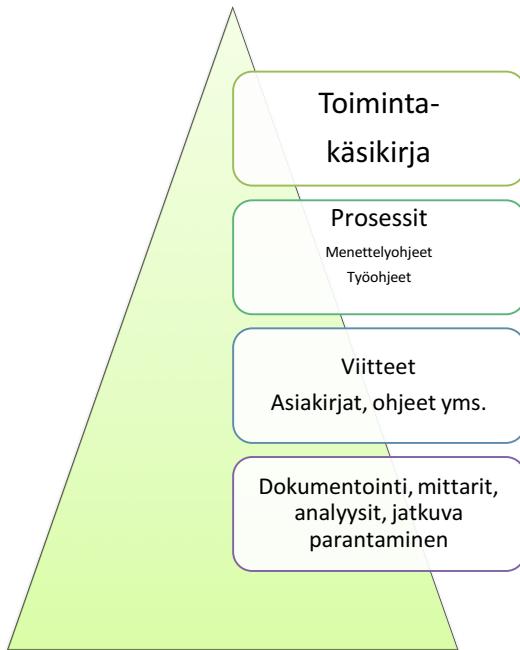 Toiminta-
käsikirja
Prosessit
Menettelyohjeet
Työohjeet
Viitteet
Asiakirjat, ohjeet yms.
Dokumentointi, mittarit,
analyysit, jatkuva
parantaminen